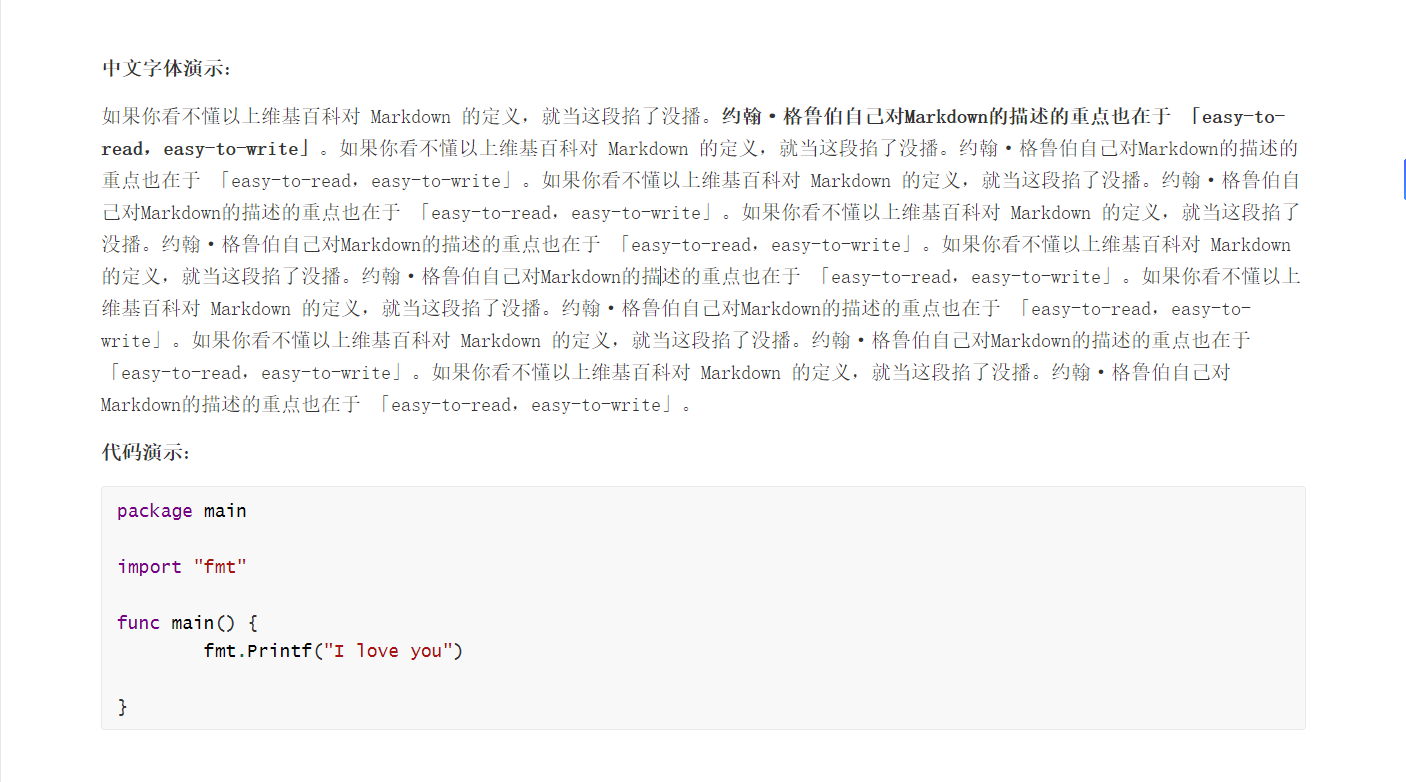 中文字体演示：
如果你看不懂以上维基百科对 Markdown 的定义，就当这段掐了没播。约翰·格鲁伯自己对Markdown的描述的重点也在于 「easy-to-
read，easy-to-write」。如果你看不懂以上维基百科对 Markdown 的定义，就当这段掐了没播。约翰·格鲁伯自己对Markdown的描述的
重点也在于 「easy-to-read，easy-to-write」。如果你看不懂以上维基百科对 Markdown 的定义，就当这段掐了没播。约翰·格鲁伯自
己对Markdown的描述的重点也在于 「easy-to-read，easy-to-write」。如果你看不懂以上维基百科对 Markdown 的定义，就当这段掐了
没播。约翰·格鲁伯自己对Markdown的描述的重点也在于 「easy-to-read，easy-to-write」。如果你看不懂以上维基百科对 Markdown
的定义，就当这段掐了没播。约翰·格鲁伯自己对Markdown的描述的重点也在于 「easy-to-read，easy-to-write」。如果你看不懂以上
维基百科对 Markdown 的定义，就当这段掐了没播。约翰·格鲁伯自己对Markdown的描述的重点也在于 「easy-to-read，easy-to-
write」。如果你看不懂以上维基百科对 Markdown 的定义，就当这段掐了没播。约翰·格鲁伯自己对Markdown的描述的重点也在于
「easy-to-read，easy-to-write」。如果你看不懂以上维基百科对 Markdown 的定义，就当这段掐了没播。约翰·格鲁伯自己对
Markdown的描述的重点也在于 「easy-to-read，easy-to-write」。
代码演示：
package main
import "fmt"
func main() {
        fmt.Printf("I love you")
}